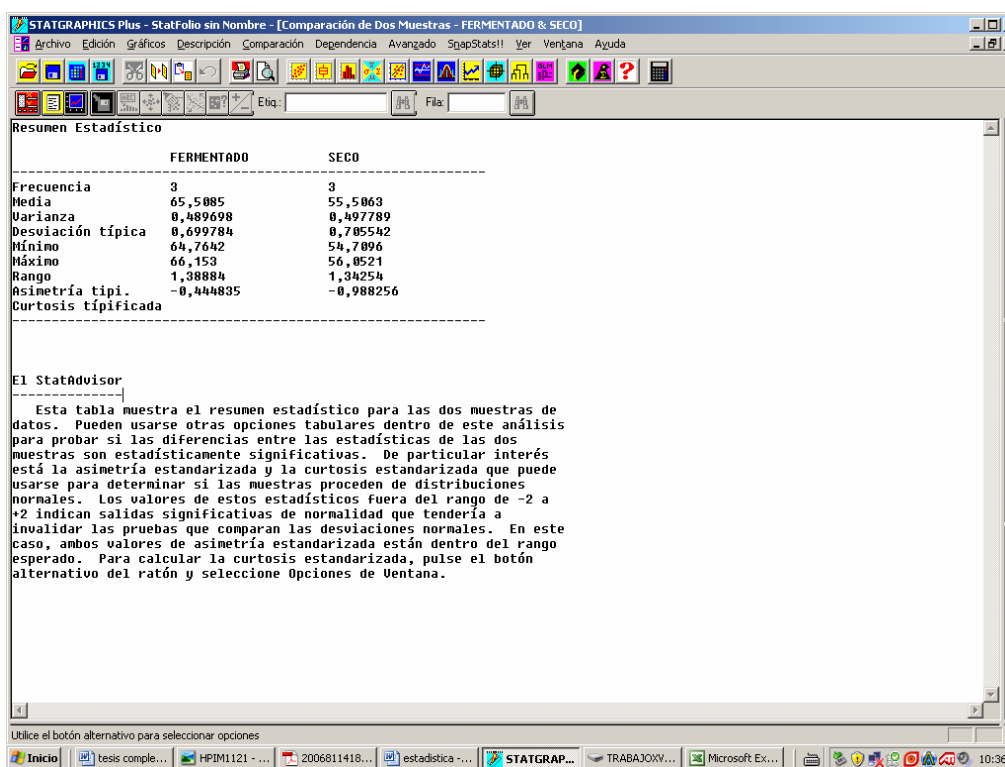 STATGRAPHICS Plus - StatFolio sin Nombre - [Comparación de Dos Muestras - FERMENTADO & SECO]
Archivo Edición Gráficos Descripción Comparación Dependencia Avanzado SnapStats!! Ver Ventana Ayuda
Etiq.: Fila:
Resumen Estadístico
FERMENTADO SECO
Frecuencia 3 3
Media 65,5085 55,5063
Varianza 0,489698 0,497789
Desviación típica 0,699784 0,705542
Mínimo 64,7642 54,7096
Máximo 66,153 56,0521
Rango 1,38884 1,34254
Asimetría tipi. -0,444835 -0,988256
Curtosis típificada
El StatAdvisor
Esta tabla muestra el resumen estadístico para las dos muestras de
datos. Pueden usarse otras opciones tabulares dentro de este análisis
para probar si las diferencias entre las estadísticas de las dos
muestras son estadísticamente significativas. De particular interés
está la asimetría estandarizada y la curtosis estandarizada que puede
usarse para determinar si las muestras proceden de distribuciones
normales. Los valores de estos estadísticos fuera del rango de -2 a
+2 indican salidas significativas de normalidad que tendería a
invalidar las pruebas que comparan las desviaciones normales. En este
caso, ambos valores de asimetría estandarizada están dentro del rango
esperado. Para calcular la curtosis estandarizada, pulse el botón
alternativo del ratón y seleccione Opciones de Ventana.
Utilice el botón alternativo para seleccionar opciones
Inicio tesis comple... HPIM1121 - ... 2006811418... estadistica -... STATGRAP... TRABAJOXV... Microsoft Ex...